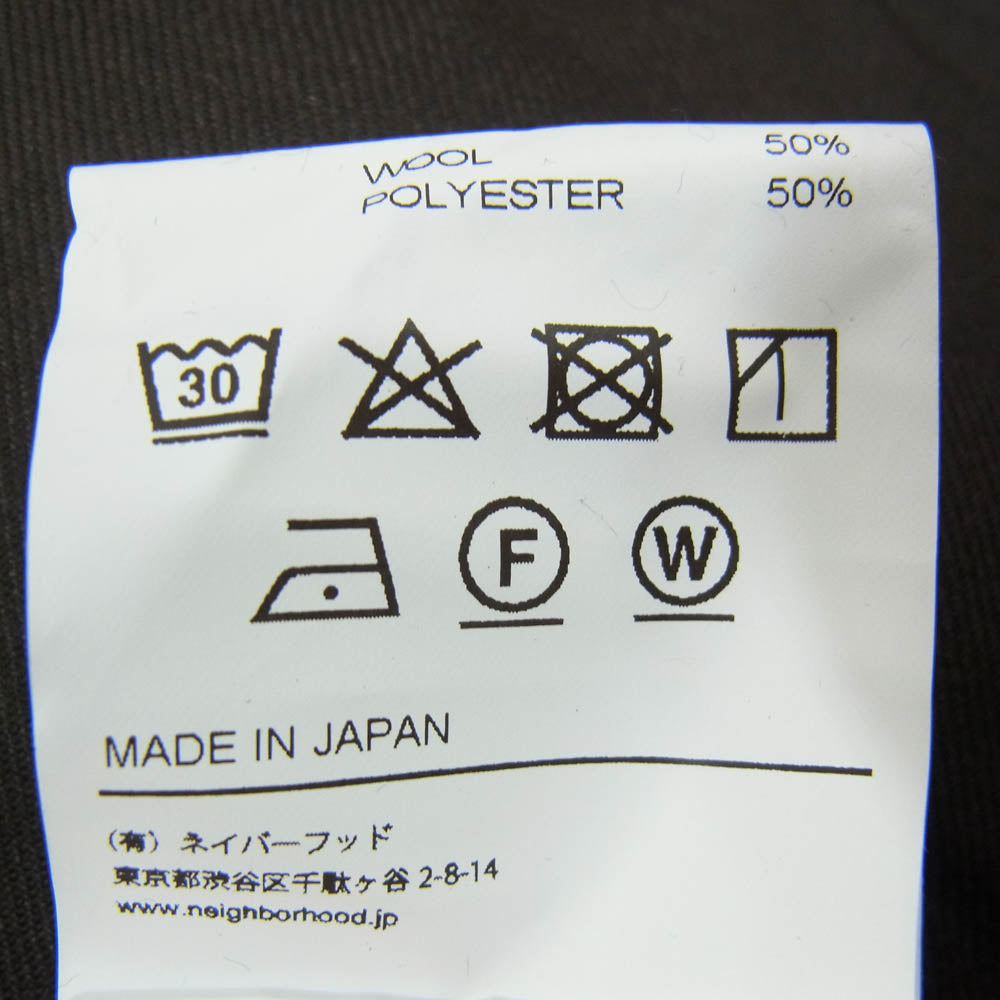 WOOL 50%
POLYESTER 50%
30
F W
MADE IN JAPAN
(有) ネイバーフッド
東京都渋谷区千駄ヶ谷 2-8-14
www.neighborhood.jp